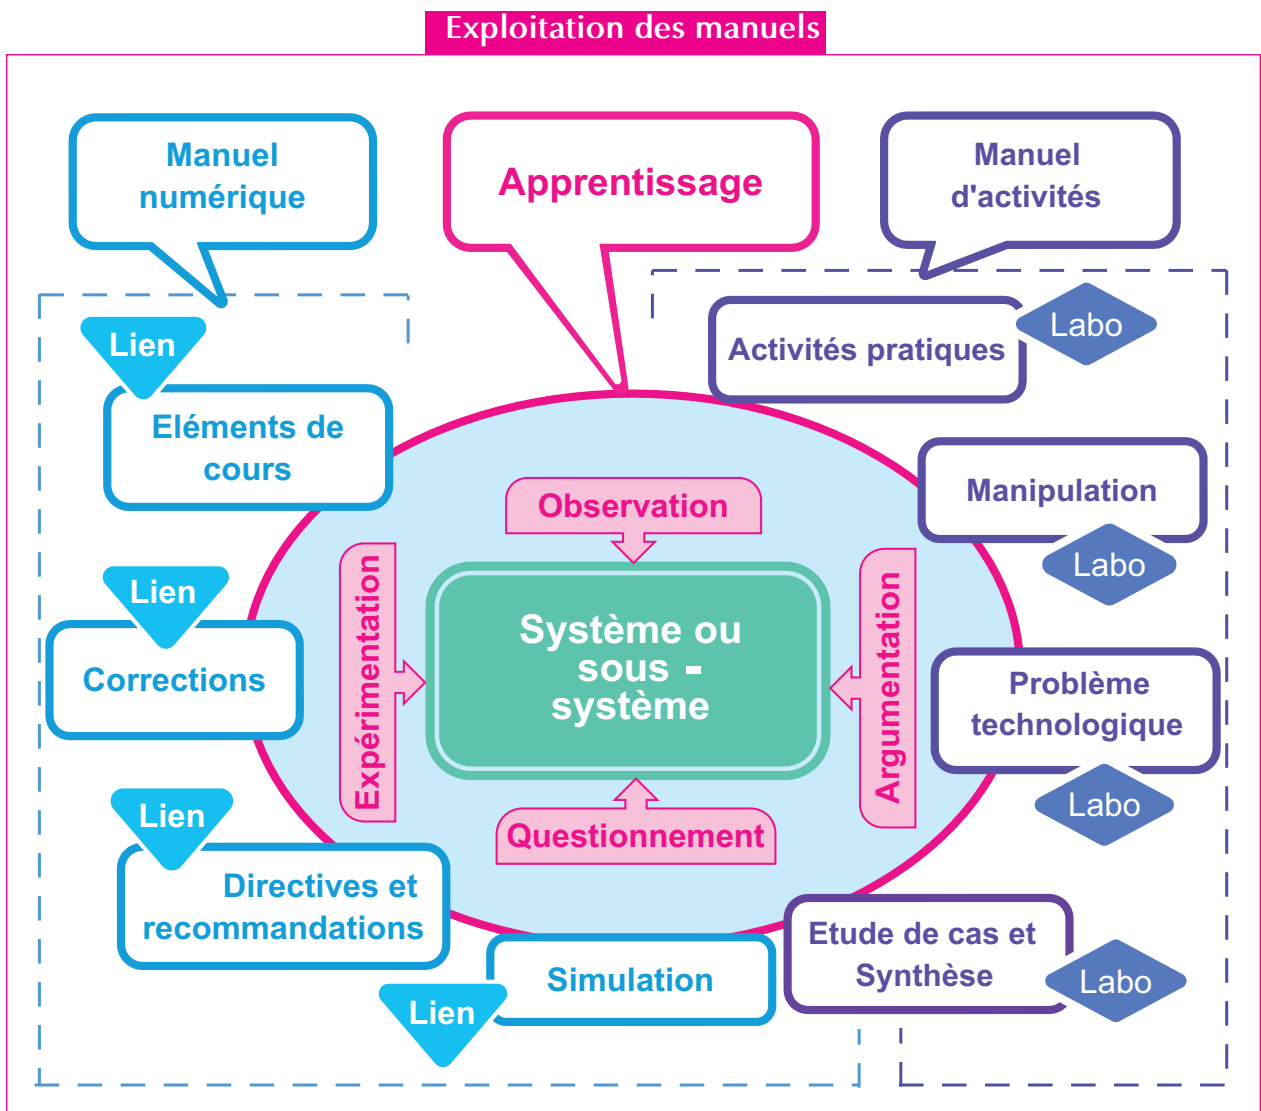 Exploitation des manuels
Manuel
numérique
Apprentissage
Manuel
d'activités
Lien
Eléments de
cours
Lien
Corrections
Lien
Directives et
recommandations
Lien
Simulation
Observation
Expérimentation
Système ou
sous -
système
Argumentation
Questionnement
Activités pratiques
Labo
Manipulation
Labo
Problème
technologique
Labo
Etude de cas et
Synthèse
Labo